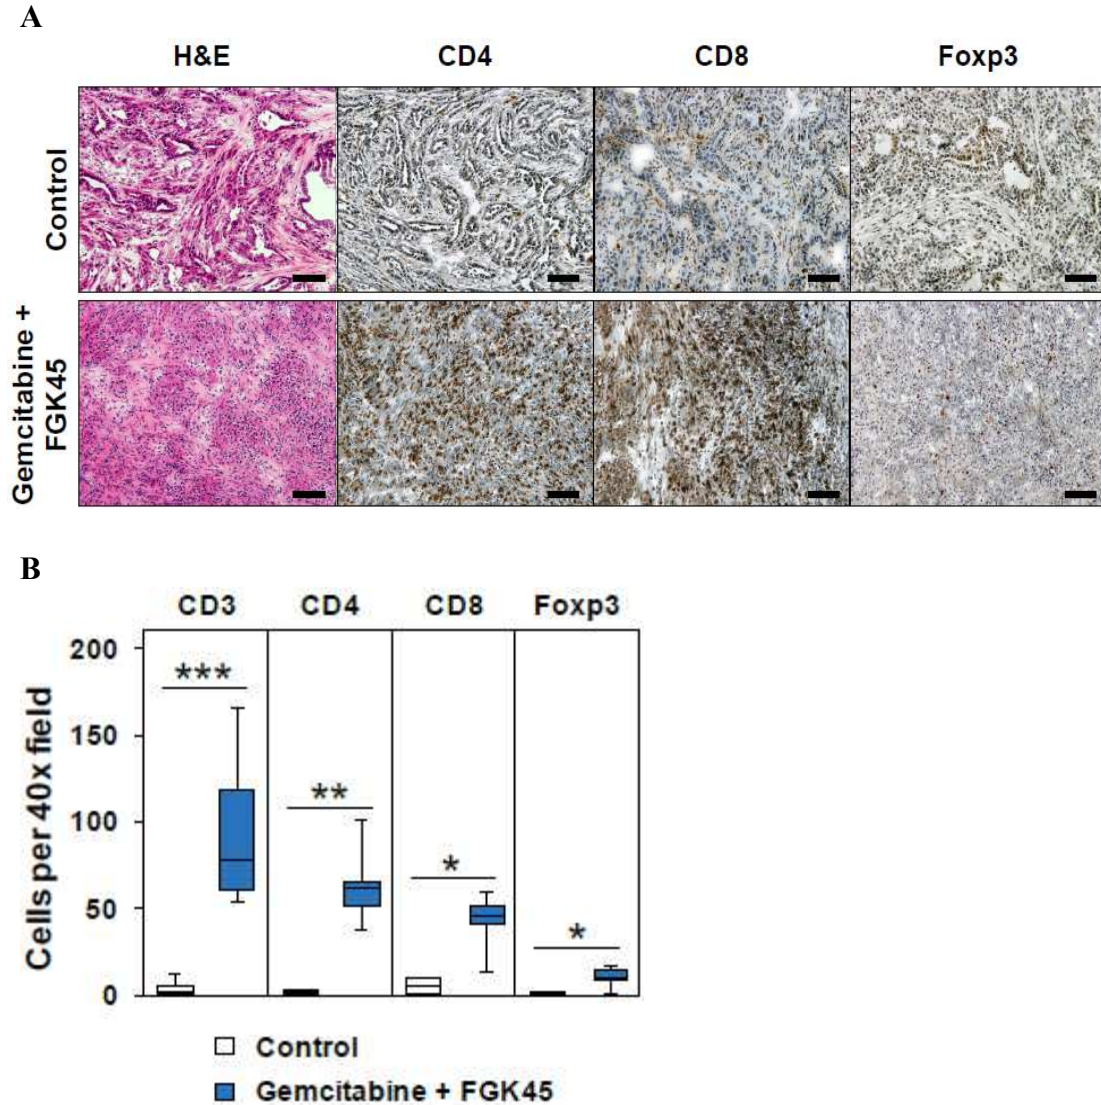 A
H&E CD4 CD8 Foxp3
Control
Gemcitabine +
FGK45
B
CD3 CD4 CD8 Foxp3
200
150
100
50
0
Cells per 40x field
***
**
*
*
Control
Gemcitabine + FGK45